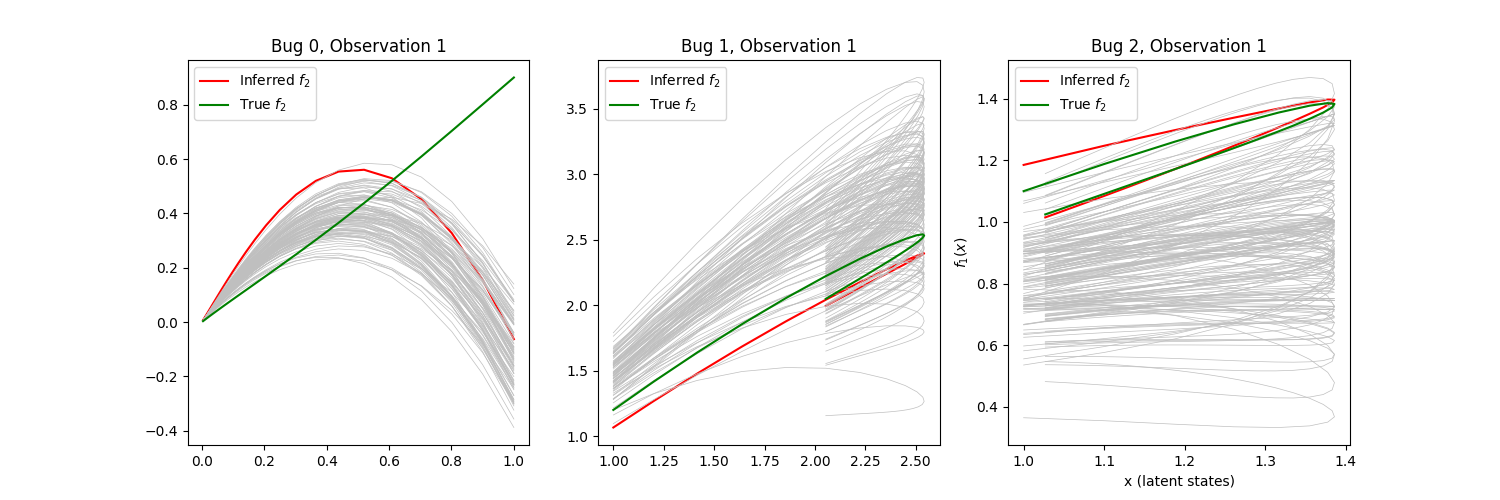 Bug 0, Observation 1
Inferred f₂
True f₂
0.8
0.6
0.4
0.2
0.0
−0.2
−0.4
0.0 0.2 0.4 0.6 0.8 1.0
Bug 1, Observation 1
Inferred f₂
True f₂
3.5
3.0
2.5
2.0
1.5
1.0
1.00 1.25 1.50 1.75 2.00 2.25 2.50
Bug 2, Observation 1
Inferred f₂
True f₂
f₁(x)
1.4
1.2
1.0
0.8
0.6
0.4
1.0 1.1 1.2 1.3 1.4
x (latent states)